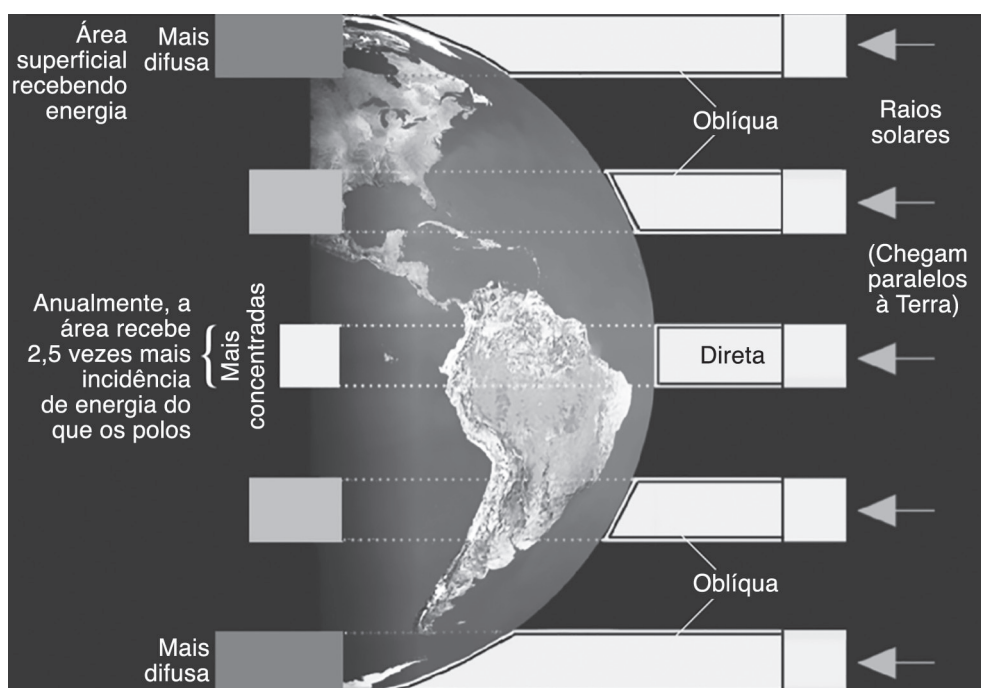 Área
superficial
recebendo
energia
Mais
difusa
Oblíqua
Raios
solares
(Chegam
paralelos
à Terra)
Anualmente, a
área recebe
2,5 vezes mais
incidência
de energia do
que os polos
Mais
concentradas
Direta
Oblíqua
Mais
difusa